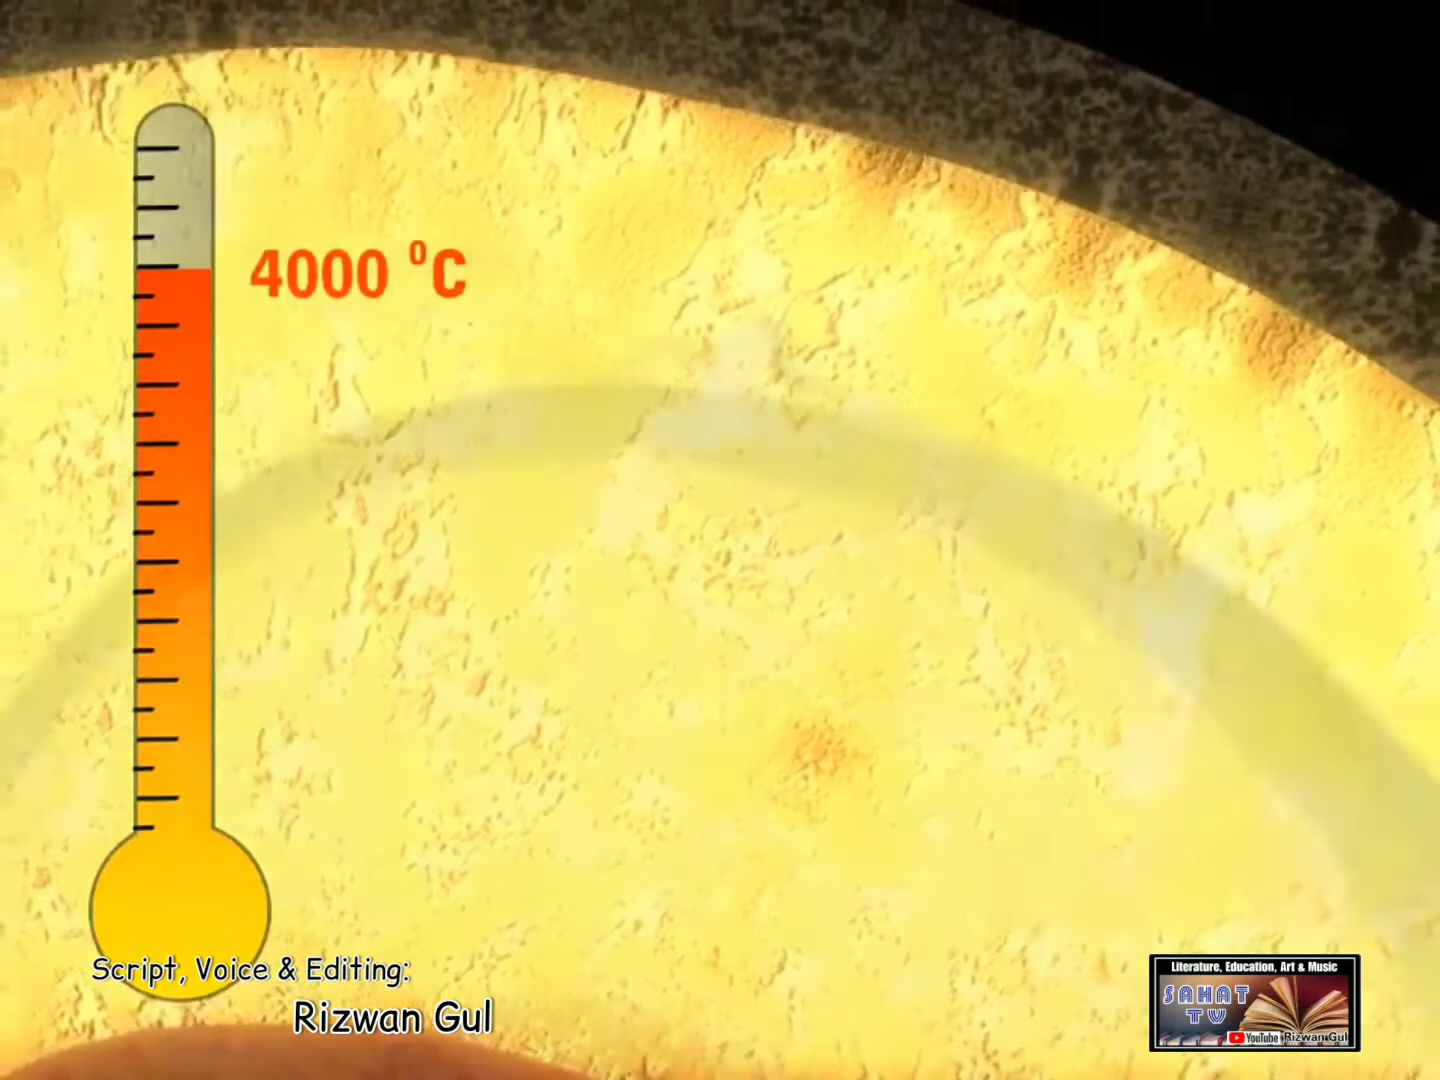 4000 °C
Script, Voice & Editing:
Rizwan Gul
Literature, Education, Art & Music
SAHAT
TV
YouTube Rizwan Gul